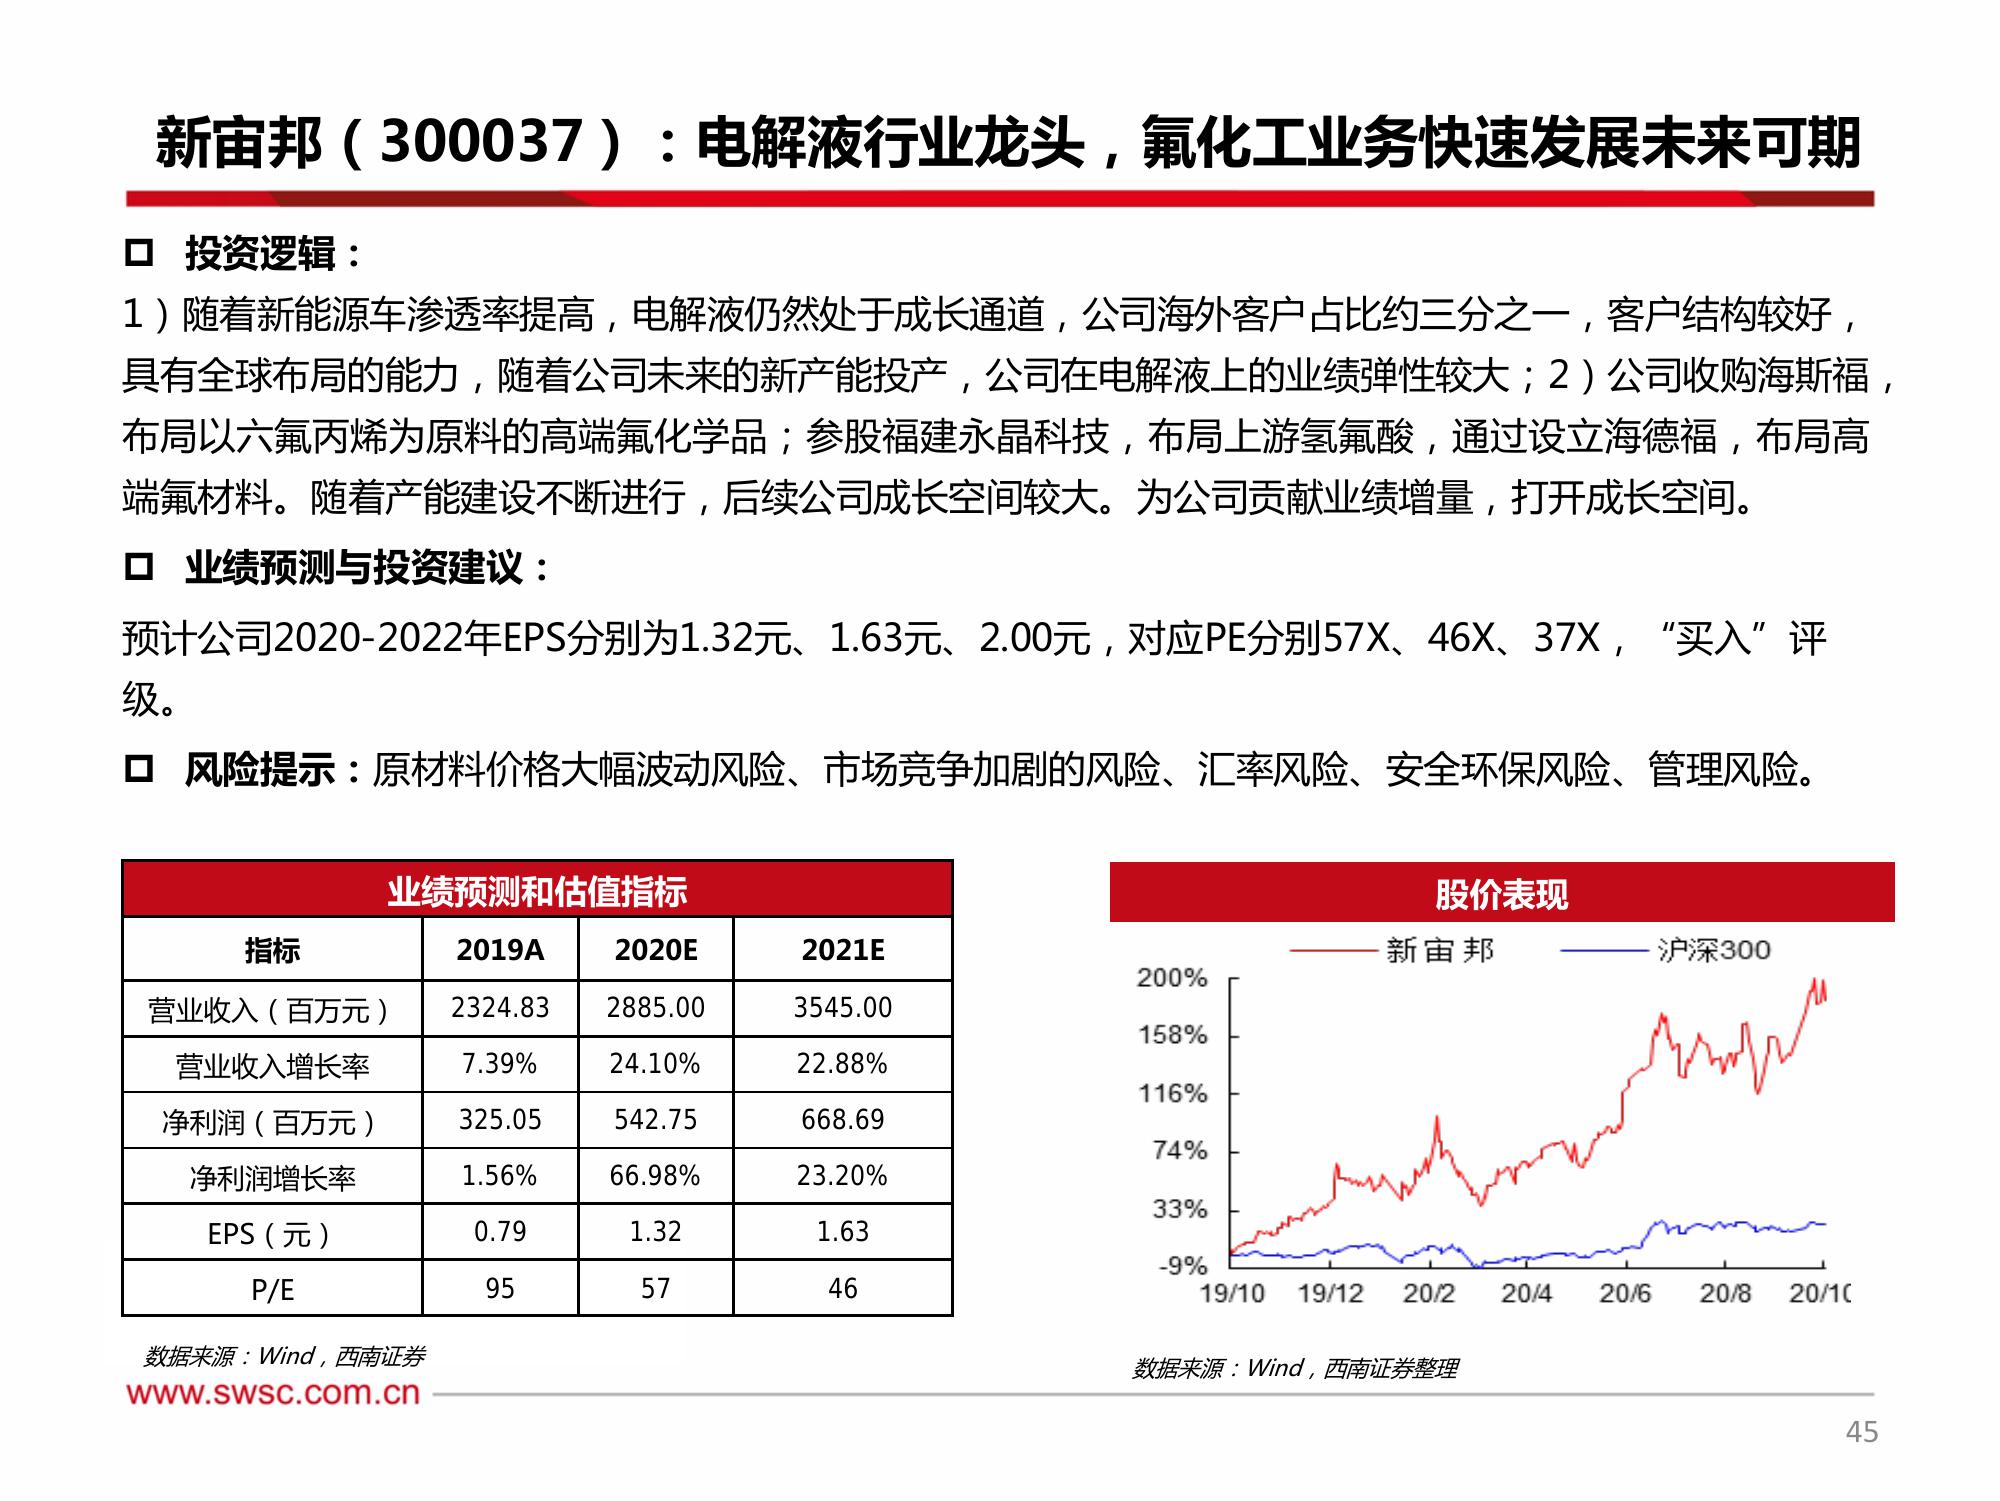 新宙邦（300037）：电解液行业龙头，氟化工业务快速发展未来可期
投资逻辑：
1）随着新能源车渗透率提高，电解液仍然处于成长通道，公司海外客户占比约三分之一，客户结构较好，
具有全球布局的能力，随着公司未来的新产能投产，公司在电解液上的业绩弹性较大；2）公司收购海斯福，
布局以六氟丙烯为原料的高端氟化学品；参股福建永晶科技，布局上游氢氟酸，通过设立海德福，布局高
端氟材料。随着产能建设不断进行，后续公司成长空间较大。为公司贡献业绩增量，打开成长空间。
业绩预测与投资建议：
预计公司2020-2022年EPS分别为1.32元、1.63元、2.00元，对应PE分别57X、46X、37X，“买入”评
级。
风险提示：原材料价格大幅波动风险、市场竞争加剧的风险、汇率风险、安全环保风险、管理风险。
业绩预测和估值指标
指标 2019A 2020E 2021E
营业收入（百万元） 2324.83 2885.00 3545.00
营业收入增长率 7.39% 24.10% 22.88%
净利润（百万元） 325.05 542.75 668.69
净利润增长率 1.56% 66.98% 23.20%
EPS（元） 0.79 1.32 1.63
P/E 95 57 46
数据来源：Wind，西南证券
股价表现
新宙邦 沪深300
200%
158%
116%
74%
33%
-9%
19/10 19/12 20/2 20/4 20/6 20/8 20/10
数据来源：Wind，西南证券整理
www.swsc.com.cn
45